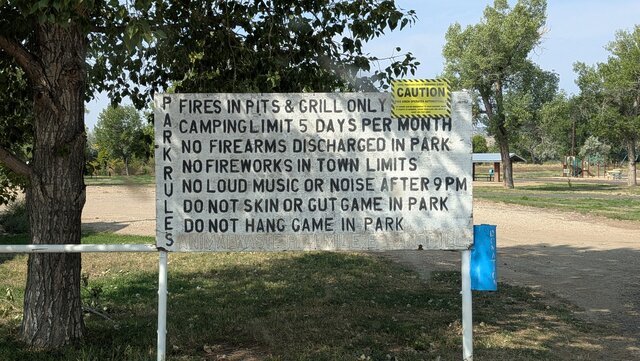 PARK RULES
FIRES IN PITS & GRILL ONLY
CAMPING LIMIT 5 DAYS PER MONTH
NO FIREARMS DISCHARGED IN PARK
NO FIREWORKS IN TOWN LIMITS
NO LOUD MUSIC OR NOISE AFTER 9PM
DO NOT SKIN OR GUT GAME IN PARK
DO NOT HANG GAME IN PARK
CAUTION